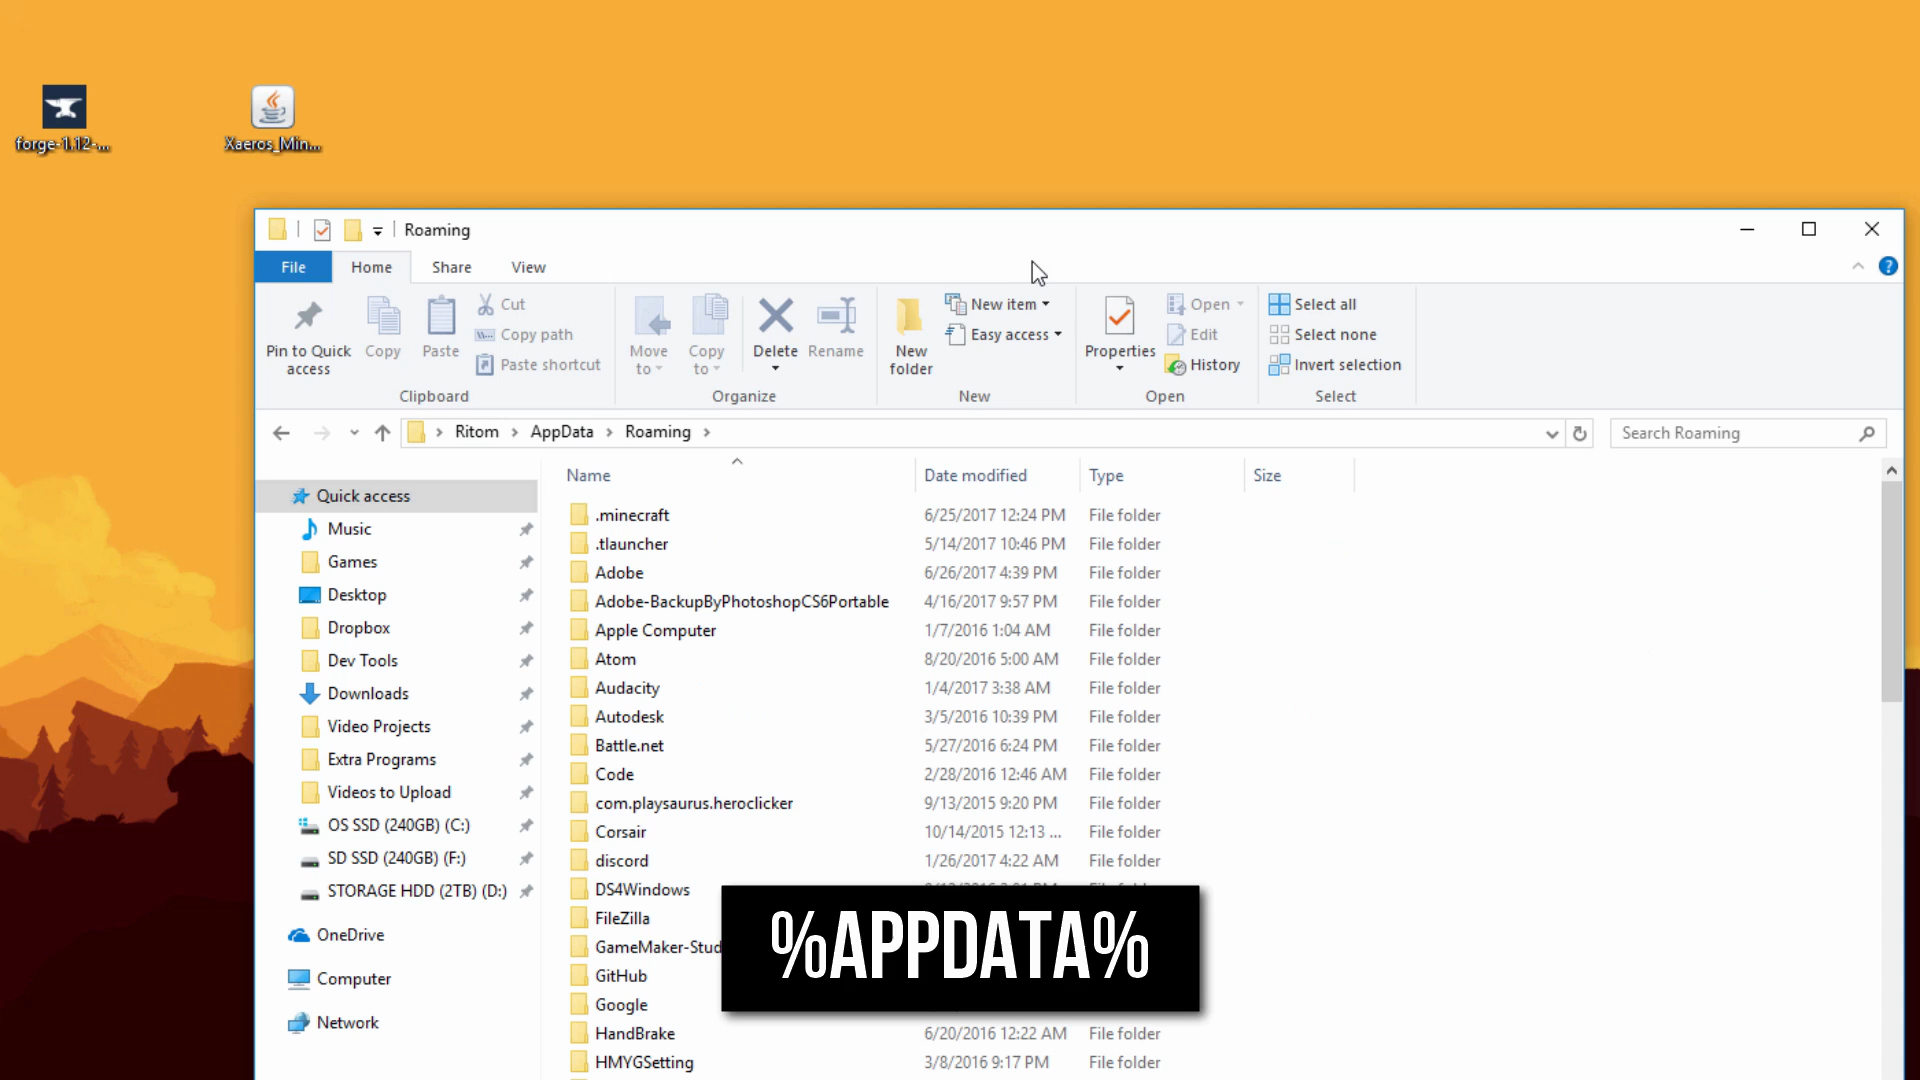 forge-1.12-...
Xaeros_Min...
Roaming
File Home Share View
Pin to Quick access
Copy
Paste
Cut
Copy path
Paste shortcut
Clipboard
Move to
Copy to
Delete
Rename
Organize
New folder
New item
Easy access
New
Properties
Open
Edit
History
Open
Select all
Select none
Invert selection
Select
Ritom AppData Roaming
Search Roaming
Quick access
Music
Games
Desktop
Dropbox
Dev Tools
Downloads
Video Projects
Extra Programs
Videos to Upload
OS SSD (240GB) (C:)
SD SSD (240GB) (F:)
STORAGE HDD (2TB) (D:)
OneDrive
Computer
Network
Name Date modified Type Size
.minecraft 6/25/2017 12:24 PM File folder
.tlauncher 5/14/2017 10:46 PM File folder
Adobe 6/26/2017 4:39 PM File folder
Adobe-BackupByPhotoshopCS6Portable 4/16/2017 9:57 PM File folder
Apple Computer 1/7/2016 1:04 AM File folder
Atom 8/20/2016 5:00 AM File folder
Audacity 1/4/2017 3:38 AM File folder
Autodesk 3/5/2016 10:39 PM File folder
Battle.net 5/27/2016 6:24 PM File folder
Code 2/28/2016 12:46 AM File folder
com.playsaurus.heroclicker 9/13/2015 9:20 PM File folder
Corsair 10/14/2015 12:13 ... File folder
discord 1/26/2017 4:22 AM File folder
DS4Windows
FileZilla
GameMaker-Stud
GitHub
Google
HandBrake 6/20/2016 12:22 AM File folder
HMYGSetting 3/8/2016 9:17 PM File folder
%APPDATA%